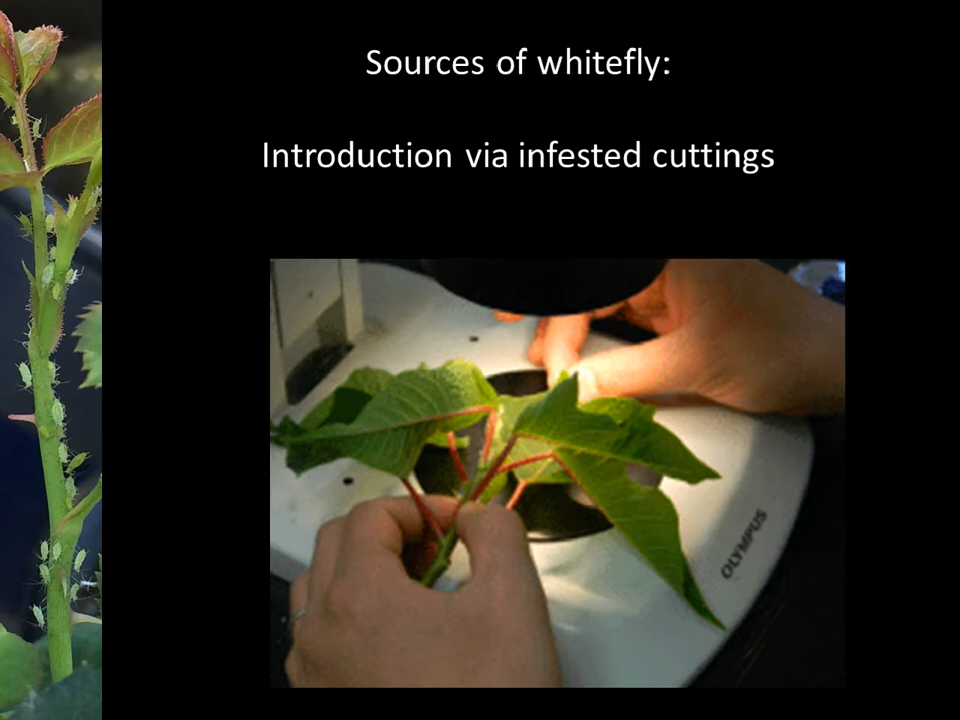 Sources of whitefly:
Introduction via infested cuttings
OLYMPUS